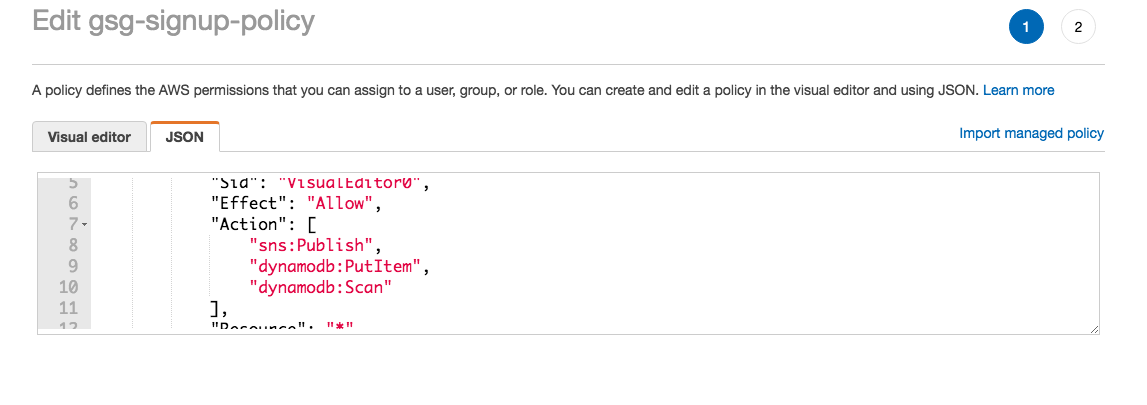 Edit gsg-signup-policy
1
2
A policy defines the AWS permissions that you can assign to a user, group, or role. You can create and edit a policy in the visual editor and using JSON. Learn more
Visual editor
JSON
Import managed policy
5 "Sid": "VisualEditor0",
6 "Effect": "Allow",
7 "Action": [
8 "sns:Publish",
9 "dynamodb:PutItem",
10 "dynamodb:Scan"
11 ],
12 "Resource": "*"